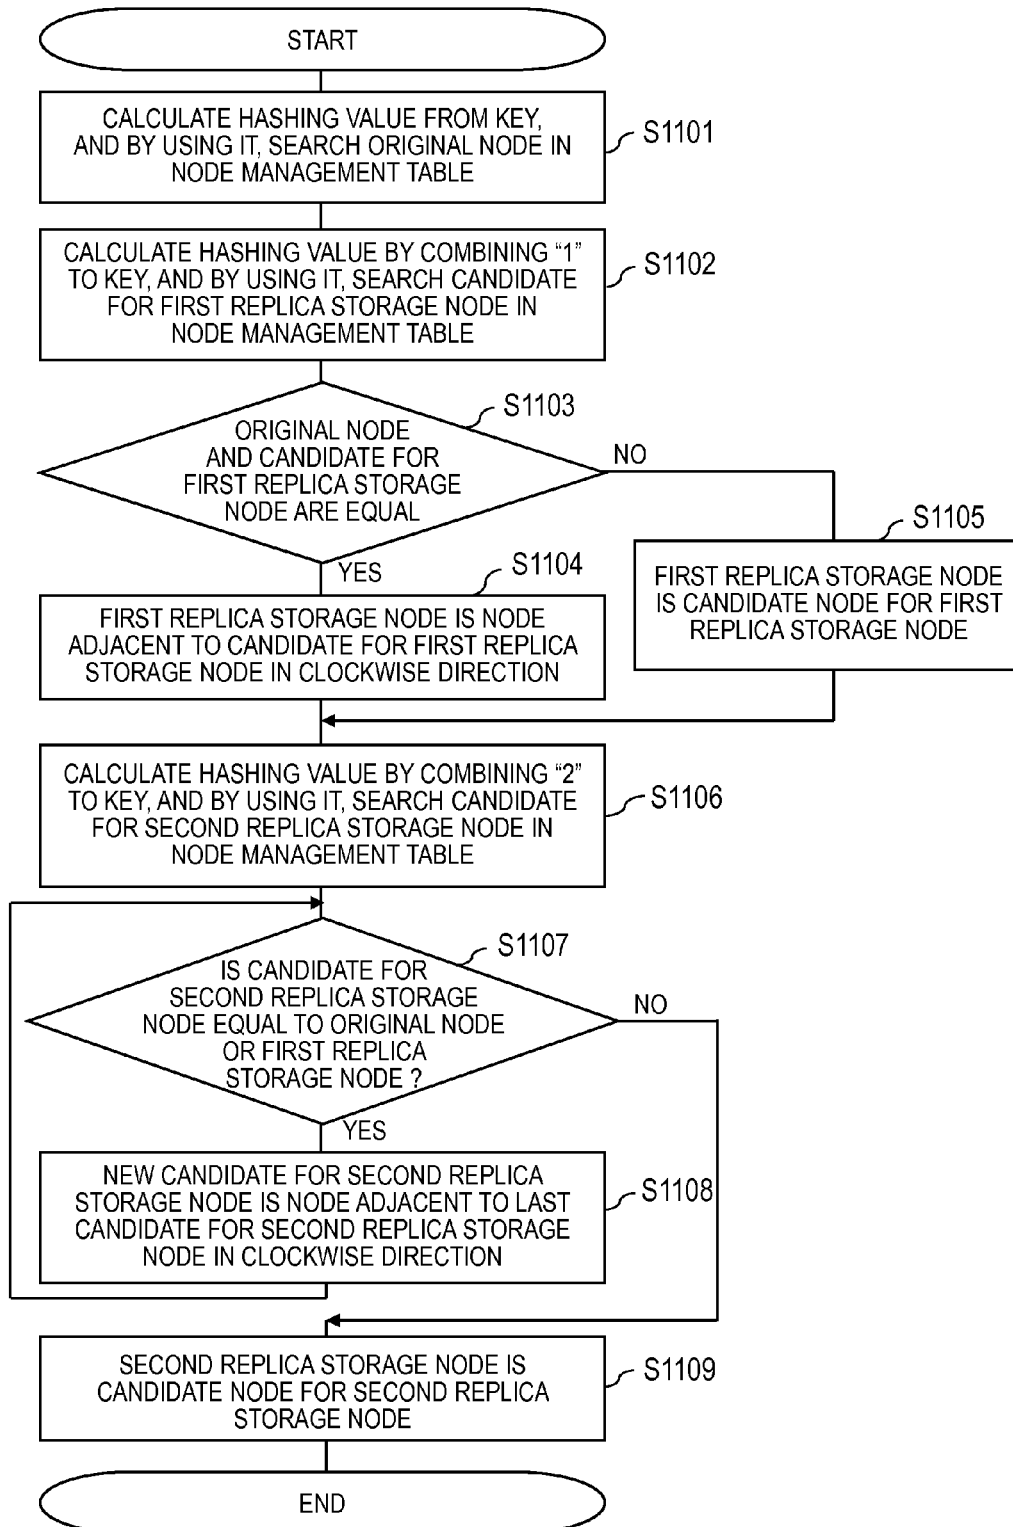 START
CALCULATE HASHING VALUE FROM KEY,
AND BY USING IT, SEARCH ORIGINAL NODE IN
NODE MANAGEMENT TABLE
S1101
CALCULATE HASHING VALUE BY COMBINING “1”
TO KEY, AND BY USING IT, SEARCH CANDIDATE
FOR FIRST REPLICA STORAGE NODE IN
NODE MANAGEMENT TABLE
S1102
S1103
ORIGINAL NODE
AND CANDIDATE FOR
FIRST REPLICA STORAGE
NODE ARE EQUAL
NO
YES
S1104
FIRST REPLICA STORAGE NODE IS NODE
ADJACENT TO CANDIDATE FOR FIRST REPLICA
STORAGE NODE IN CLOCKWISE DIRECTION
S1105
FIRST REPLICA STORAGE NODE
IS CANDIDATE NODE FOR FIRST
REPLICA STORAGE NODE
CALCULATE HASHING VALUE BY COMBINING “2”
TO KEY, AND BY USING IT, SEARCH CANDIDATE
FOR SECOND REPLICA STORAGE NODE IN
NODE MANAGEMENT TABLE
S1106
S1107
IS CANDIDATE FOR
SECOND REPLICA STORAGE
NODE EQUAL TO ORIGINAL NODE
OR FIRST REPLICA
STORAGE NODE ?
NO
YES
NEW CANDIDATE FOR SECOND REPLICA
STORAGE NODE IS NODE ADJACENT TO LAST
CANDIDATE FOR SECOND REPLICA STORAGE
NODE IN CLOCKWISE DIRECTION
S1108
SECOND REPLICA STORAGE NODE IS
CANDIDATE NODE FOR SECOND REPLICA
STORAGE NODE
S1109
END